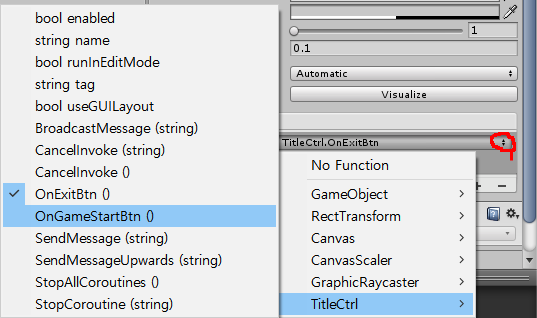 bool enabled
string name
bool runInEditMode
string tag
bool useGUILayout
BroadcastMessage (string)
CancelInvoke (string)
CancelInvoke ()
OnExitBtn ()
OnGameStartBtn ()
SendMessage (string)
SendMessageUpwards (string)
StopAllCoroutines ()
StopCoroutine (string)
1
0.1
Automatic
Visualize
TitleCtrl.OnExitBtn
No Function
GameObject
RectTransform
Canvas
CanvasScaler
GraphicRaycaster
TitleCtrl